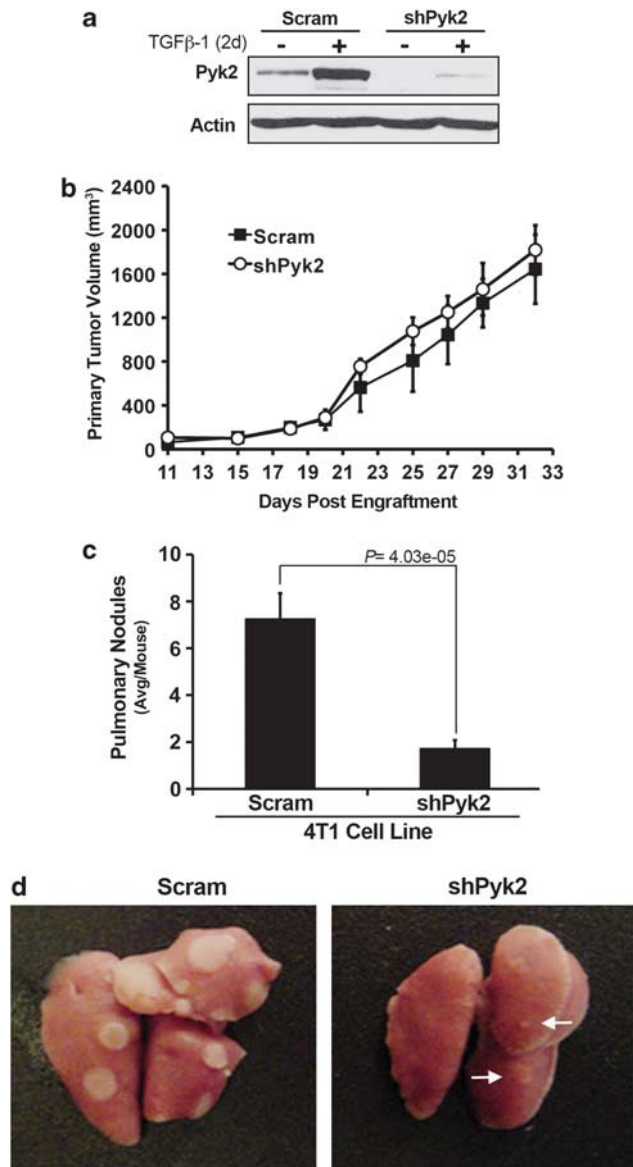 a
Scram shPyk2
TGFβ-1 (2d) - + - +
Pyk2
Actin
b
Primary Tumor Volume (mm³)
2400
2000
1600
1200
800
400
0
Scram
shPyk2
11 13 15 17 19 21 23 25 27 29 31 33
Days Post Engraftment
c
Pulmonary Nodules
(Avg/Mouse)
10
8
6
4
2
0
P= 4.03e-05
Scram shPyk2
4T1 Cell Line
d
Scram shPyk2